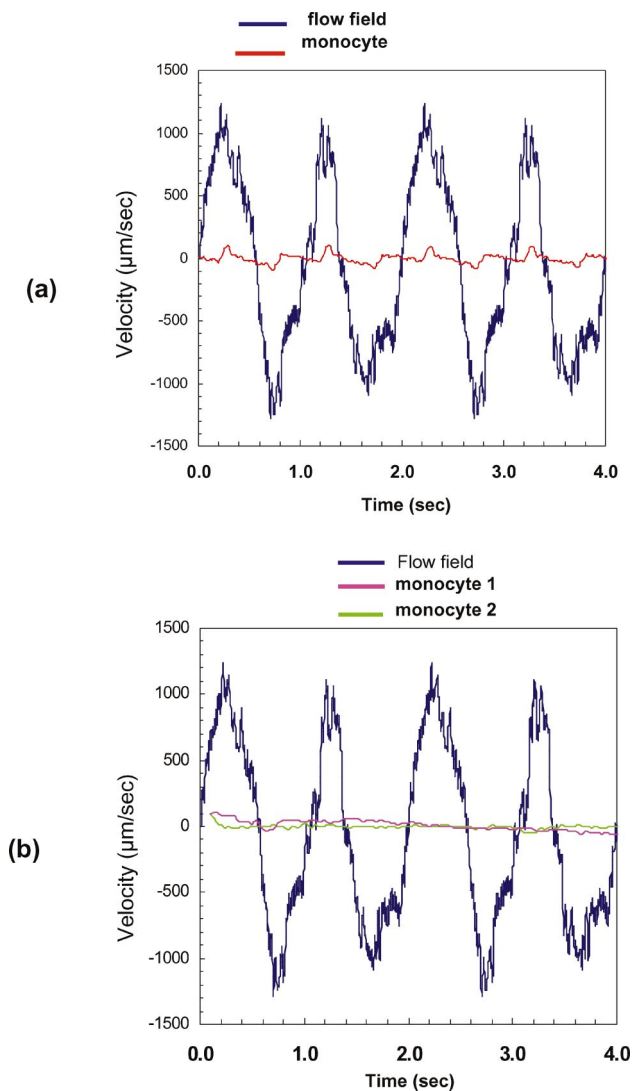 flow field
monocyte
1500
1000
500
0
-500
-1000
-1500
Velocity (µm/sec)
(a)
0.0 1.0 2.0 3.0 4.0
Time (sec)
Flow field
monocyte 1
monocyte 2
1500
1000
500
0
-500
-1000
-1500
Velocity (µm/sec)
(b)
0.0 1.0 2.0 3.0 4.0
Time (sec)